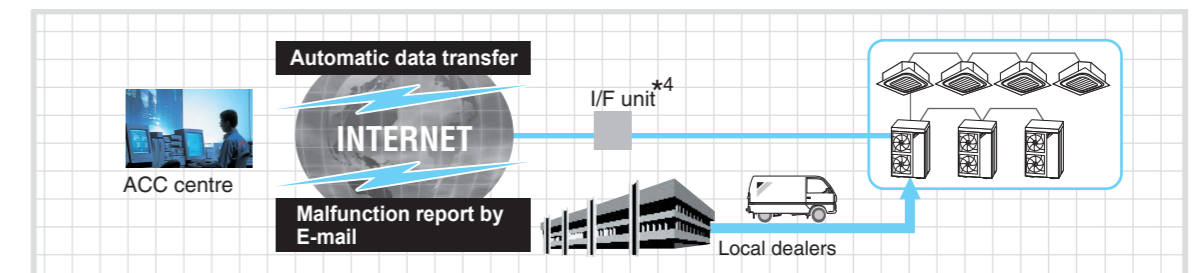 Automatic data transfer
I/F unit*4
INTERNET
ACC centre
Malfunction report by
E-mail
Local dealers